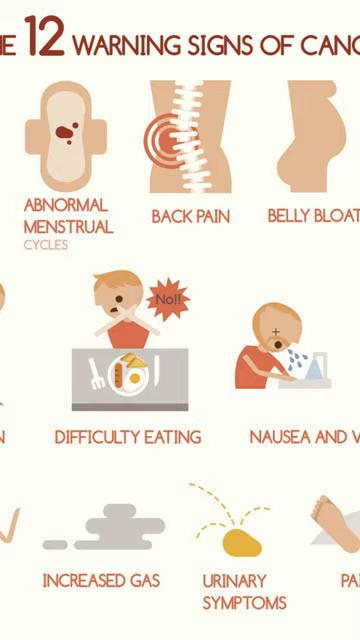 E 12 WARNING SIGNS OF CANC
ABNORMAL
MENSTRUAL
CYCLES
BACK PAIN
BELLY BLOAT
No!!
N
DIFFICULTY EATING
NAUSEA AND V
INCREASED GAS
URINARY
SYMPTOMS
PA